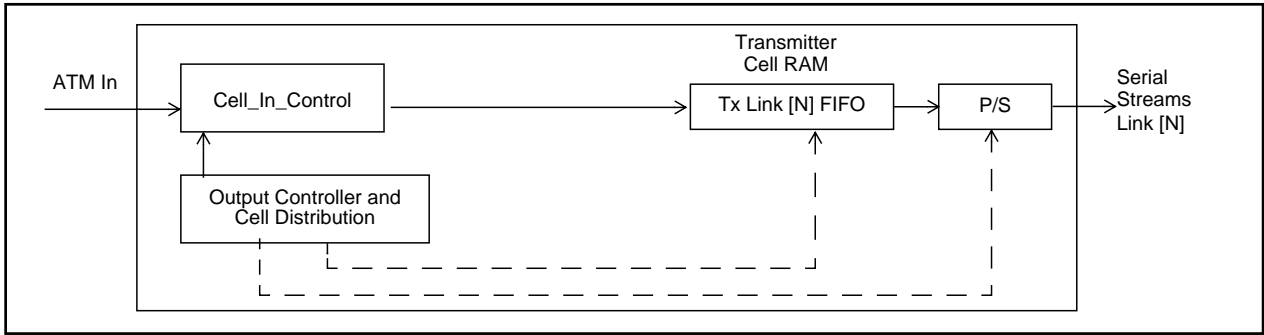 ATM In
Cell_In_Control
Transmitter
Cell RAM
Tx Link [N] FIFO
P/S
Serial
Streams
Link [N]
Output Controller and
Cell Distribution